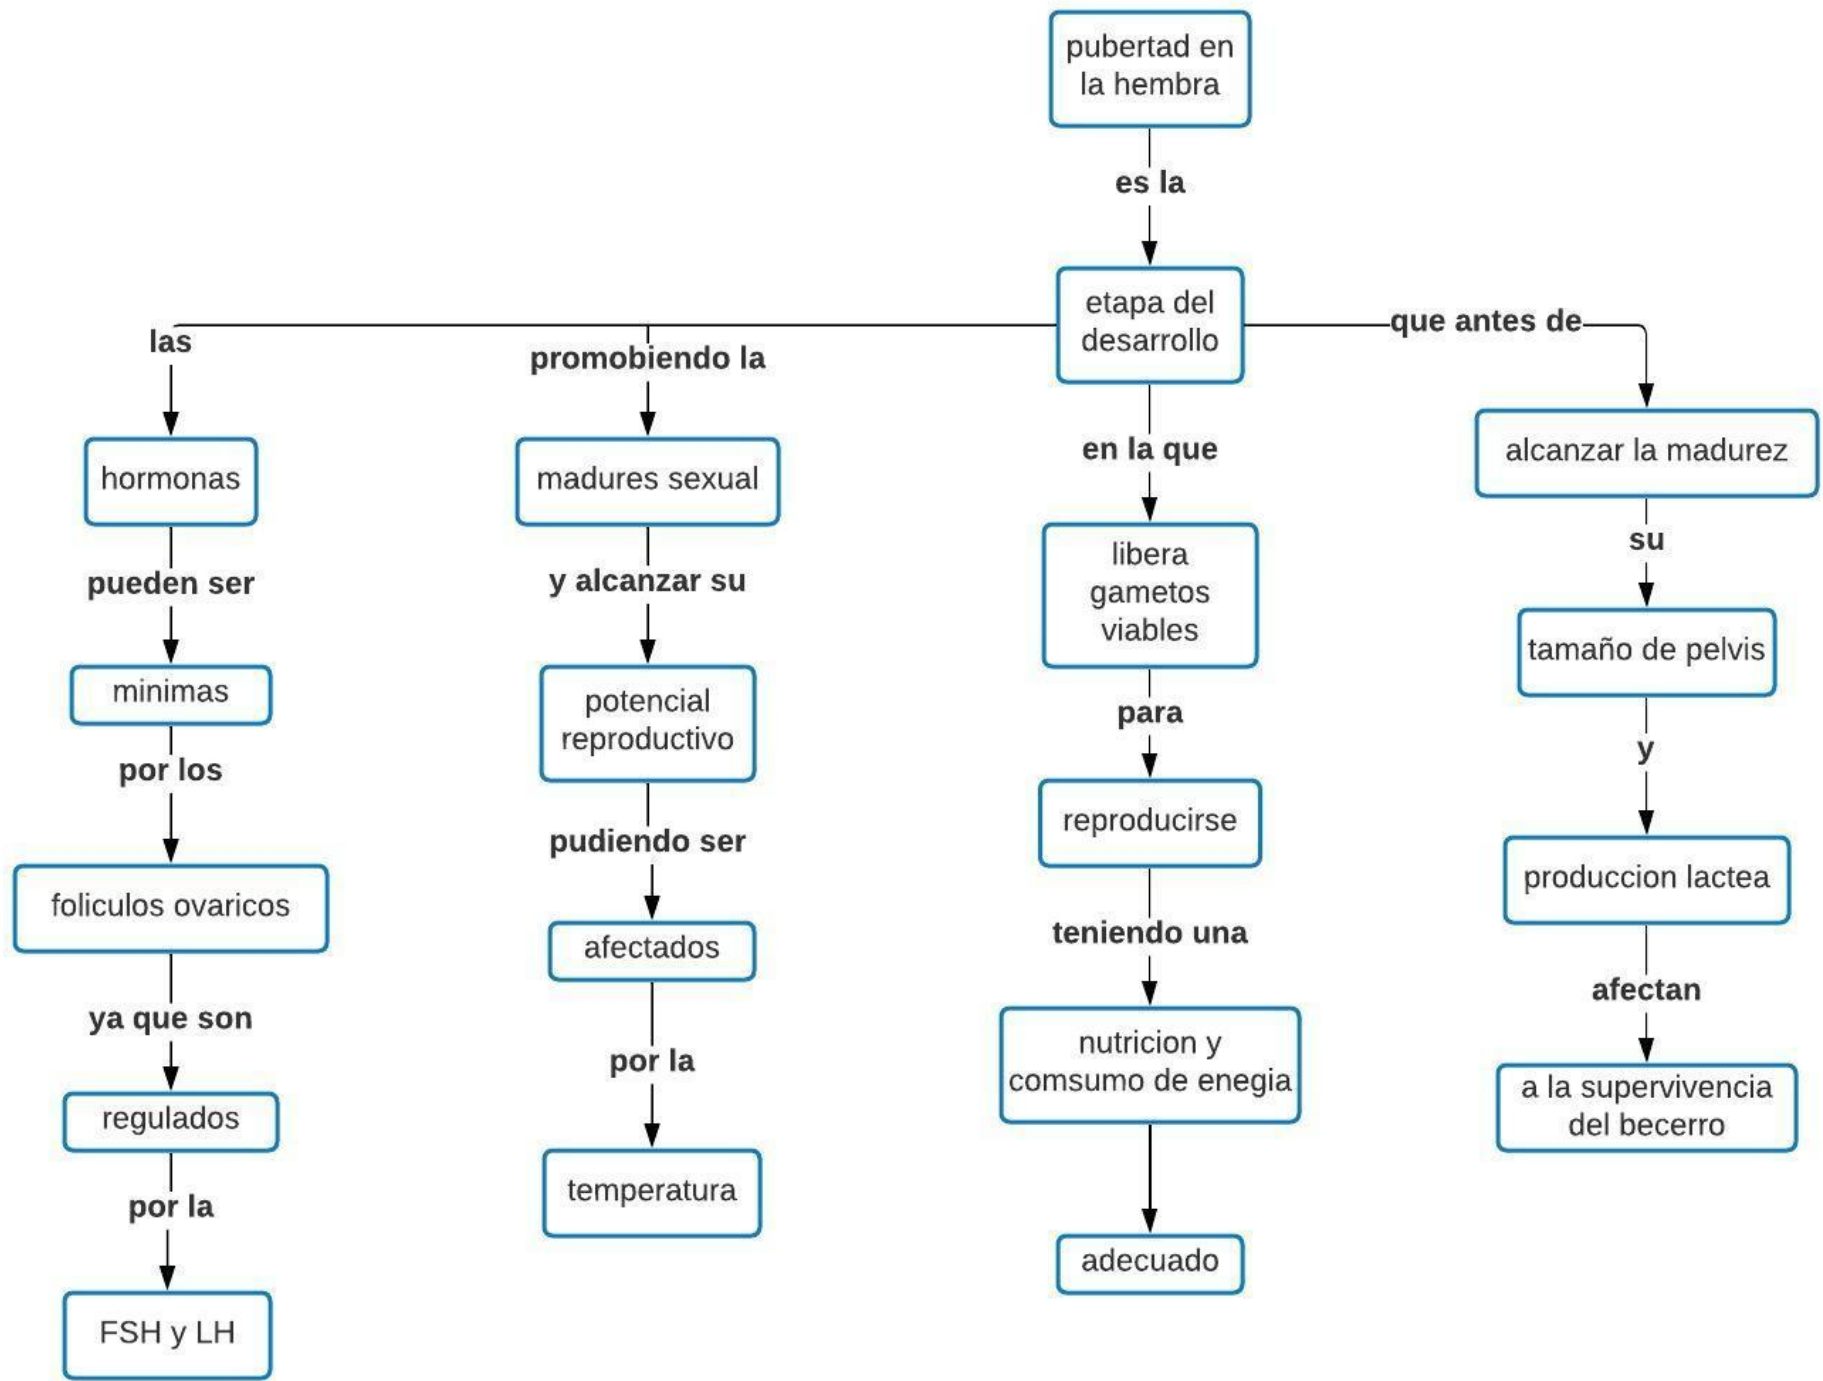 pubertad en
la hembra
es la
etapa del
desarrollo
las
hormonas
pueden ser
minimas
por los
foliculos ovaricos
ya que son
regulados
por la
FSH y LH
promobiendo la
madures sexual
y alcanzar su
potencial
reproductivo
pudiendo ser
afectados
por la
temperatura
en la que
libera
gametos
viables
para
reproducirse
teniendo una
nutricion y
comsumo de enegia
adecuado
que antes de
alcanzar la madurez
su
tamaño de pelvis
y
produccion lactea
afectan
a la supervivencia
del becerro